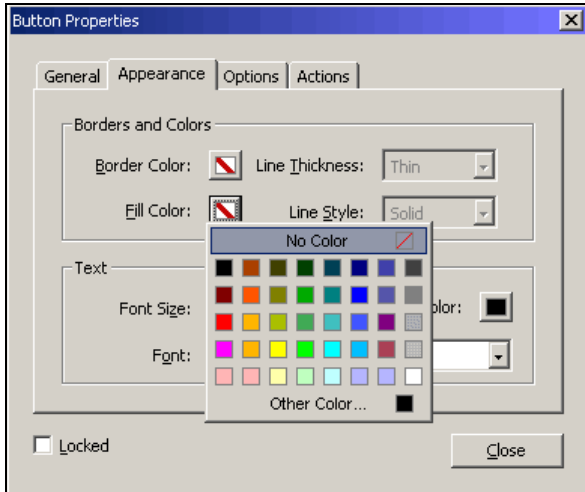 Button Properties
General Appearance Options Actions
Borders and Colors
Border Color: Line Thickness: Thin
Fill Color: Line Style: Solid
No Color
Text
Font Size: olor:
Font:
Other Color...
Locked Close